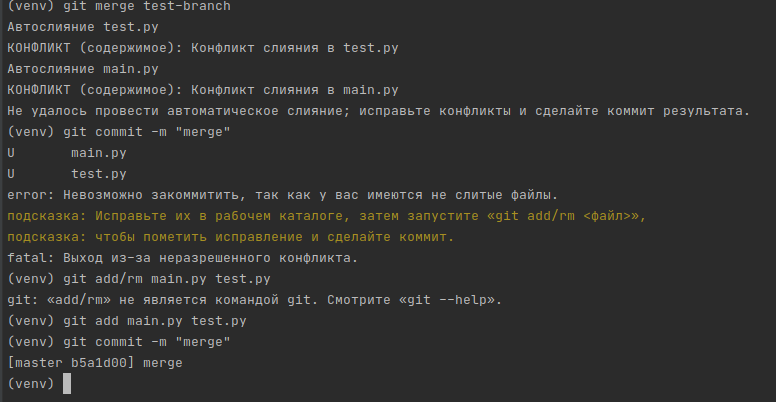 (venv) git merge test-branch
Автослияние test.py
КОНФЛИКТ (содержимое): Конфликт слияния в test.py
Автослияние main.py
КОНФЛИКТ (содержимое): Конфликт слияния в main.py
Не удалось провести автоматическое слияние; исправьте конфликты и сделайте коммит результата.
(venv) git commit -m "merge"
U       main.py
U       test.py
error: Невозможно закоммитить, так как у вас имеются не слитые файлы.
подсказка: Исправьте их в рабочем каталоге, затем запустите «git add/rm <файл>»,
подсказка: чтобы пометить исправление и сделайте коммит.
fatal: Выход из-за неразрешенного конфликта.
(venv) git add/rm main.py test.py
git: «add/rm» не является командой git. Смотрите «git --help».
(venv) git add main.py test.py
(venv) git commit -m "merge"
[master b5a1d00] merge
(venv)